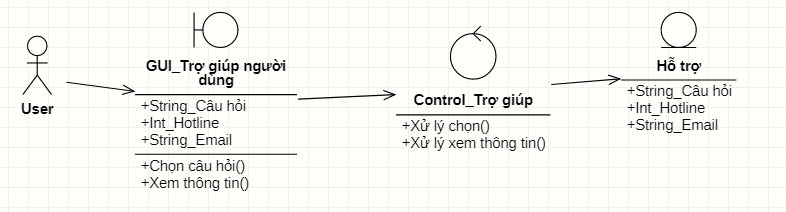 User
GUI_Trợ giúp người
dùng
+String_Câu hỏi
+Int_Hotline
+String_Email
+Chọn câu hỏi()
+Xem thông tin()
Control_Trợ giúp
+Xử lý chọn()
+Xử lý xem thông tin()
Hỗ trợ
+String_Câu hỏi
+Int_Hotline
+String_Email